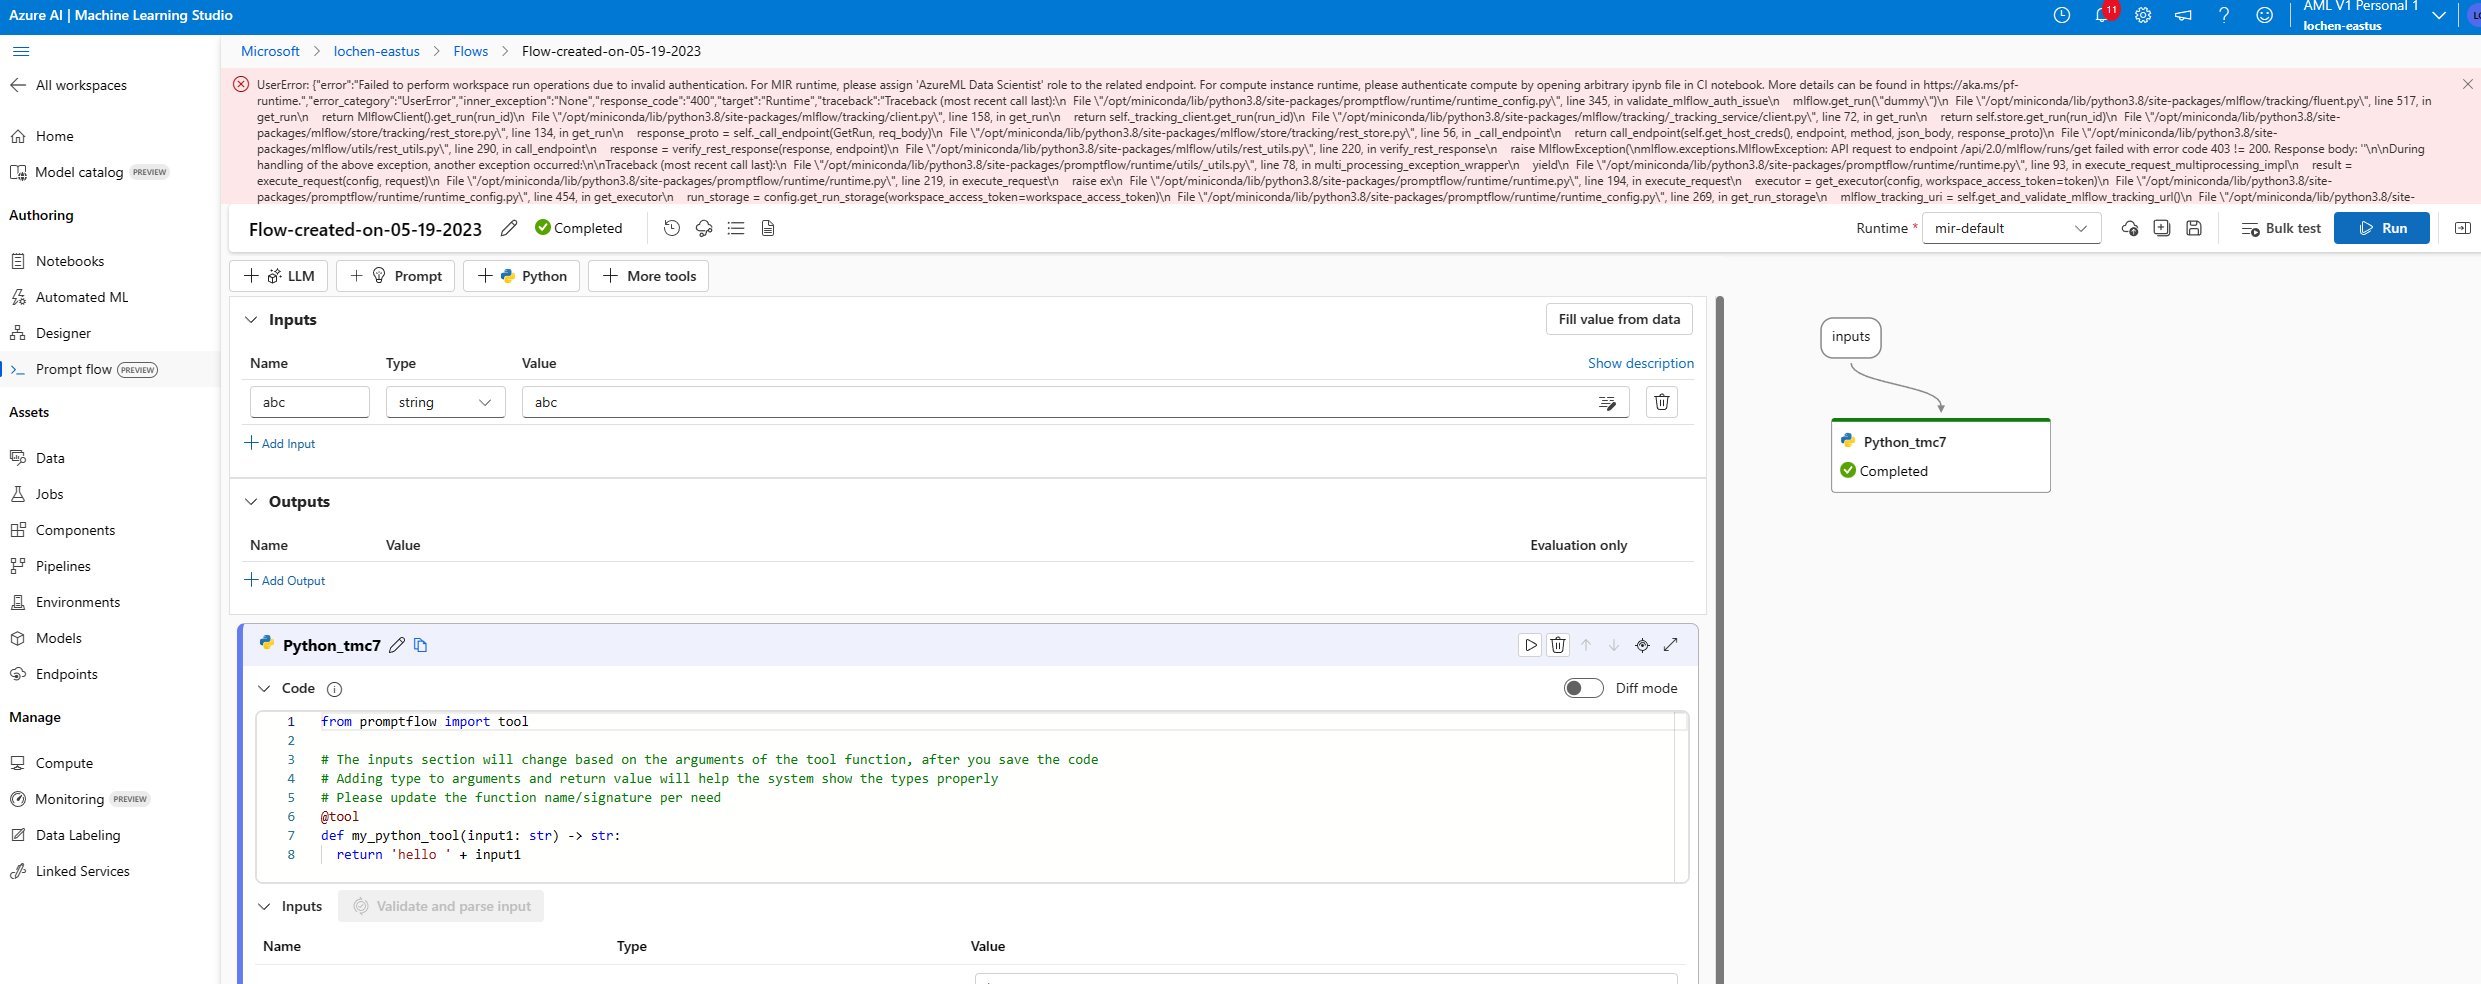 Azure AI | Machine Learning Studio
11
AML V1 Personal 1
lochen-eastus
Microsoft > lochen-eastus > Flows > Flow-created-on-05-19-2023
All workspaces
Home
Model catalog PREVIEW
Authoring
Notebooks
Automated ML
Designer
Prompt flow PREVIEW
Assets
Data
Jobs
Components
Pipelines
Environments
Models
Endpoints
Manage
Compute
Monitoring PREVIEW
Data Labeling
Linked Services
UserError: {"error":"Failed to perform workspace run operations due to invalid authentication. For MIR runtime, please assign 'AzureML Data Scientist' role to the related endpoint. For compute instance runtime, please authenticate compute by opening arbitrary ipynb file in CI notebook. More details can be found in https://aka.ms/pf-
runtime.","error_category":"UserError","inner_exception":"None","response_code":"400","target":"Runtime","traceback":"Traceback (most recent call last):\n File \"/opt/miniconda/lib/python3.8/site-packages/promptflow/runtime/runtime_config.py\", line 345, in validate_mlflow_auth_issue\n mlflow.get_run(\"dummy\")\n File \"/opt/miniconda/lib/python3.8/site-packages/mlflow/tracking/fluent.py\", line 517, in
get_run\n return MlflowClient().get_run(run_id)\n File \"/opt/miniconda/lib/python3.8/site-packages/mlflow/tracking/client.py\", line 158, in get_run\n return self._tracking_client.get_run(run_id)\n File \"/opt/miniconda/lib/python3.8/site-packages/mlflow/tracking/_tracking_service/client.py\", line 72, in get_run\n return self.store.get_run(run_id)\n File \"/opt/miniconda/lib/python3.8/site-
packages/mlflow/store/tracking/rest_store.py\", line 134, in get_run\n response_proto = self._call_endpoint(GetRun, req_body)\n File \"/opt/miniconda/lib/python3.8/site-packages/mlflow/store/tracking/rest_store.py\", line 56, in _call_endpoint\n return call_endpoint(self.get_host_creds(), endpoint, method, json_body, response_proto)\n File \"/opt/miniconda/lib/python3.8/site-
packages/mlflow/utils/rest_utils.py\", line 290, in call_endpoint\n response = verify_rest_response(response, endpoint)\n File \"/opt/miniconda/lib/python3.8/site-packages/mlflow/utils/rest_utils.py\", line 220, in verify_rest_response\n raise MlflowException(\nmlflow.exceptions.MlflowException: API request to endpoint /api/2.0/mlflow/runs/get failed with error code 403 != 200. Response body: ''\n\nDuring
handling of the above exception, another exception occurred:\n\nTraceback (most recent call last):\n File \"/opt/miniconda/lib/python3.8/site-packages/promptflow/runtime/utils/_utils.py\", line 78, in multi_processing_exception_wrapper\n yield\n File \"/opt/miniconda/lib/python3.8/site-packages/promptflow/runtime/runtime.py\", line 93, in execute_request_multiprocessing_impl\n result =
execute_request(config, request)\n File \"/opt/miniconda/lib/python3.8/site-packages/promptflow/runtime/runtime.py\", line 219, in execute_request\n raise ex\n File \"/opt/miniconda/lib/python3.8/site-packages/promptflow/runtime/runtime.py\", line 194, in execute_request\n executor = get_executor(config, workspace_access_token=token)\n File \"/opt/miniconda/lib/python3.8/site-
packages/promptflow/runtime/runtime_config.py\", line 454, in get_executor\n run_storage = config.get_run_storage(workspace_access_token=workspace_access_token)\n File \"/opt/miniconda/lib/python3.8/site-packages/promptflow/runtime/runtime_config.py\", line 269, in get_run_storage\n mlflow_tracking_uri = self.get_and_validate_mlflow_tracking_url()\n File \"/opt/miniconda/lib/python3.8/site-
Flow-created-on-05-19-2023 Completed Runtime * mir-default Bulk test Run
+ LLM + Prompt + Python + More tools
Inputs Fill value from data
Name Type Value Show description
abc string abc
+ Add Input
Outputs
Name Value Evaluation only
+ Add Output
Python_tmc7
Code Diff mode
1 from promptflow import tool
2
3 # The inputs section will change based on the arguments of the tool function, after you save the code
4 # Adding type to arguments and return value will help the system show the types properly
5 # Please update the function name/signature per need
6 @tool
7 def my_python_tool(input1: str) -> str:
8 return 'hello ' + input1
Inputs Validate and parse input
Name Type Value
inputs
Python_tmc7
Completed